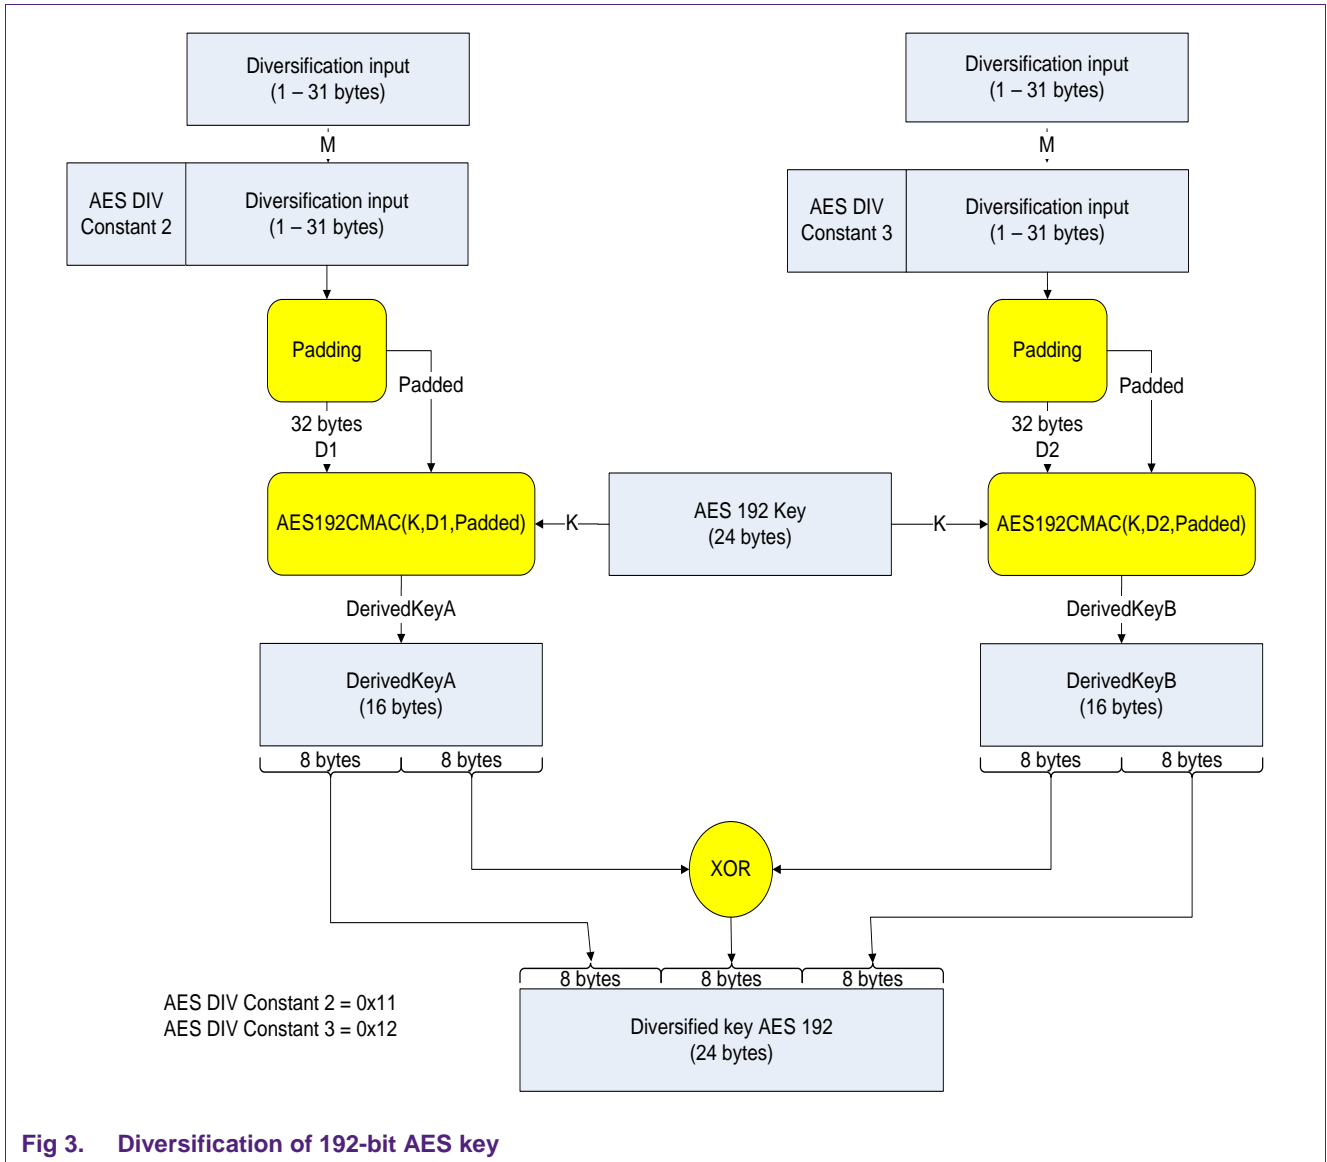 Diversification input
(1 – 31 bytes)
Diversification input
(1 – 31 bytes)
M
M
AES DIV
Constant 2
Diversification input
(1 – 31 bytes)
AES DIV
Constant 3
Diversification input
(1 – 31 bytes)
Padding
Padded
32 bytes
D1
Padding
Padded
32 bytes
D2
AES192CMAC(K,D1,Padded)
K
AES 192 Key
(24 bytes)
K
AES192CMAC(K,D2,Padded)
DerivedKeyA
DerivedKeyB
DerivedKeyA
(16 bytes)
DerivedKeyB
(16 bytes)
8 bytes
8 bytes
8 bytes
8 bytes
XOR
8 bytes
8 bytes
8 bytes
AES DIV Constant 2 = 0x11
AES DIV Constant 3 = 0x12
Diversified key AES 192
(24 bytes)
Fig 3. Diversification of 192-bit AES key